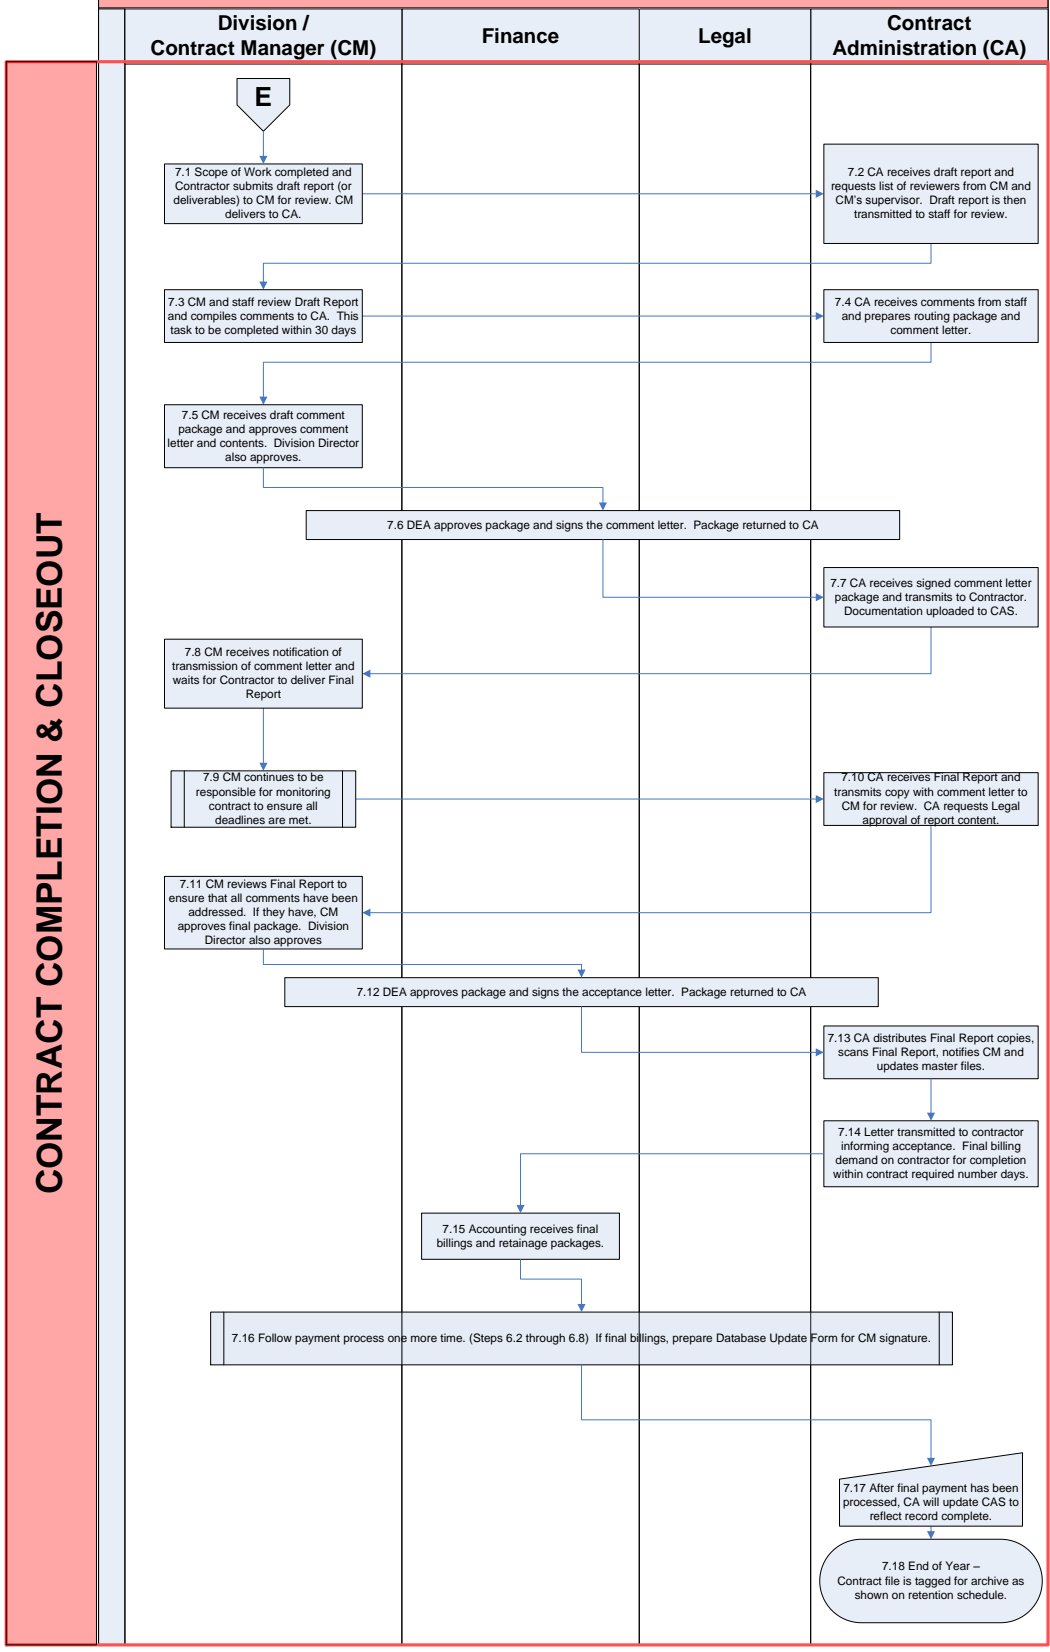 Division /
Contract Manager (CM)
Finance
Legal
Contract
Administration (CA)
CONTRACT COMPLETION & CLOSEOUT
E
7.1 Scope of Work completed and
Contractor submits draft report (or
deliverables) to CM for review. CM
delivers to CA.
7.2 CA receives draft report and
requests list of reviewers from CM and
CM's supervisor. Draft report is then
transmitted to staff for review.
7.3 CM and staff review Draft Report
and compiles comments to CA. This
task to be completed within 30 days
7.4 CA receives comments from staff
and prepares routing package and
comment letter.
7.5 CM receives draft comment
package and approves comment
letter and contents. Division Director
also approves.
7.6 DEA approves package and signs the comment letter. Package returned to CA
7.7 CA receives signed comment letter
package and transmits to Contractor.
Documentation uploaded to CAS.
7.8 CM receives notification of
transmission of comment letter and
waits for Contractor to deliver Final
Report
7.9 CM continues to be
responsible for monitoring
contract to ensure all
deadlines are met.
7.10 CA receives Final Report and
transmits copy with comment letter to
CM for review. CA requests Legal
approval of report content.
7.11 CM reviews Final Report to
ensure that all comments have been
addressed. If they have, CM
approves final package. Division
Director also approves
7.12 DEA approves package and signs the acceptance letter. Package returned to CA
7.13 CA distributes Final Report copies,
scans Final Report, notifies CM and
updates master files.
7.14 Letter transmitted to contractor
informing acceptance. Final billing
demand on contractor for completion
within contract required number days.
7.15 Accounting receives final
billings and retainage packages.
7.16 Follow payment process one more time. (Steps 6.2 through 6.8) If final billings, prepare Database Update Form for CM signature.
7.17 After final payment has been
processed, CA will update CAS to
reflect record complete.
7.18 End of Year –
Contract file is tagged for archive as
shown on retention schedule.